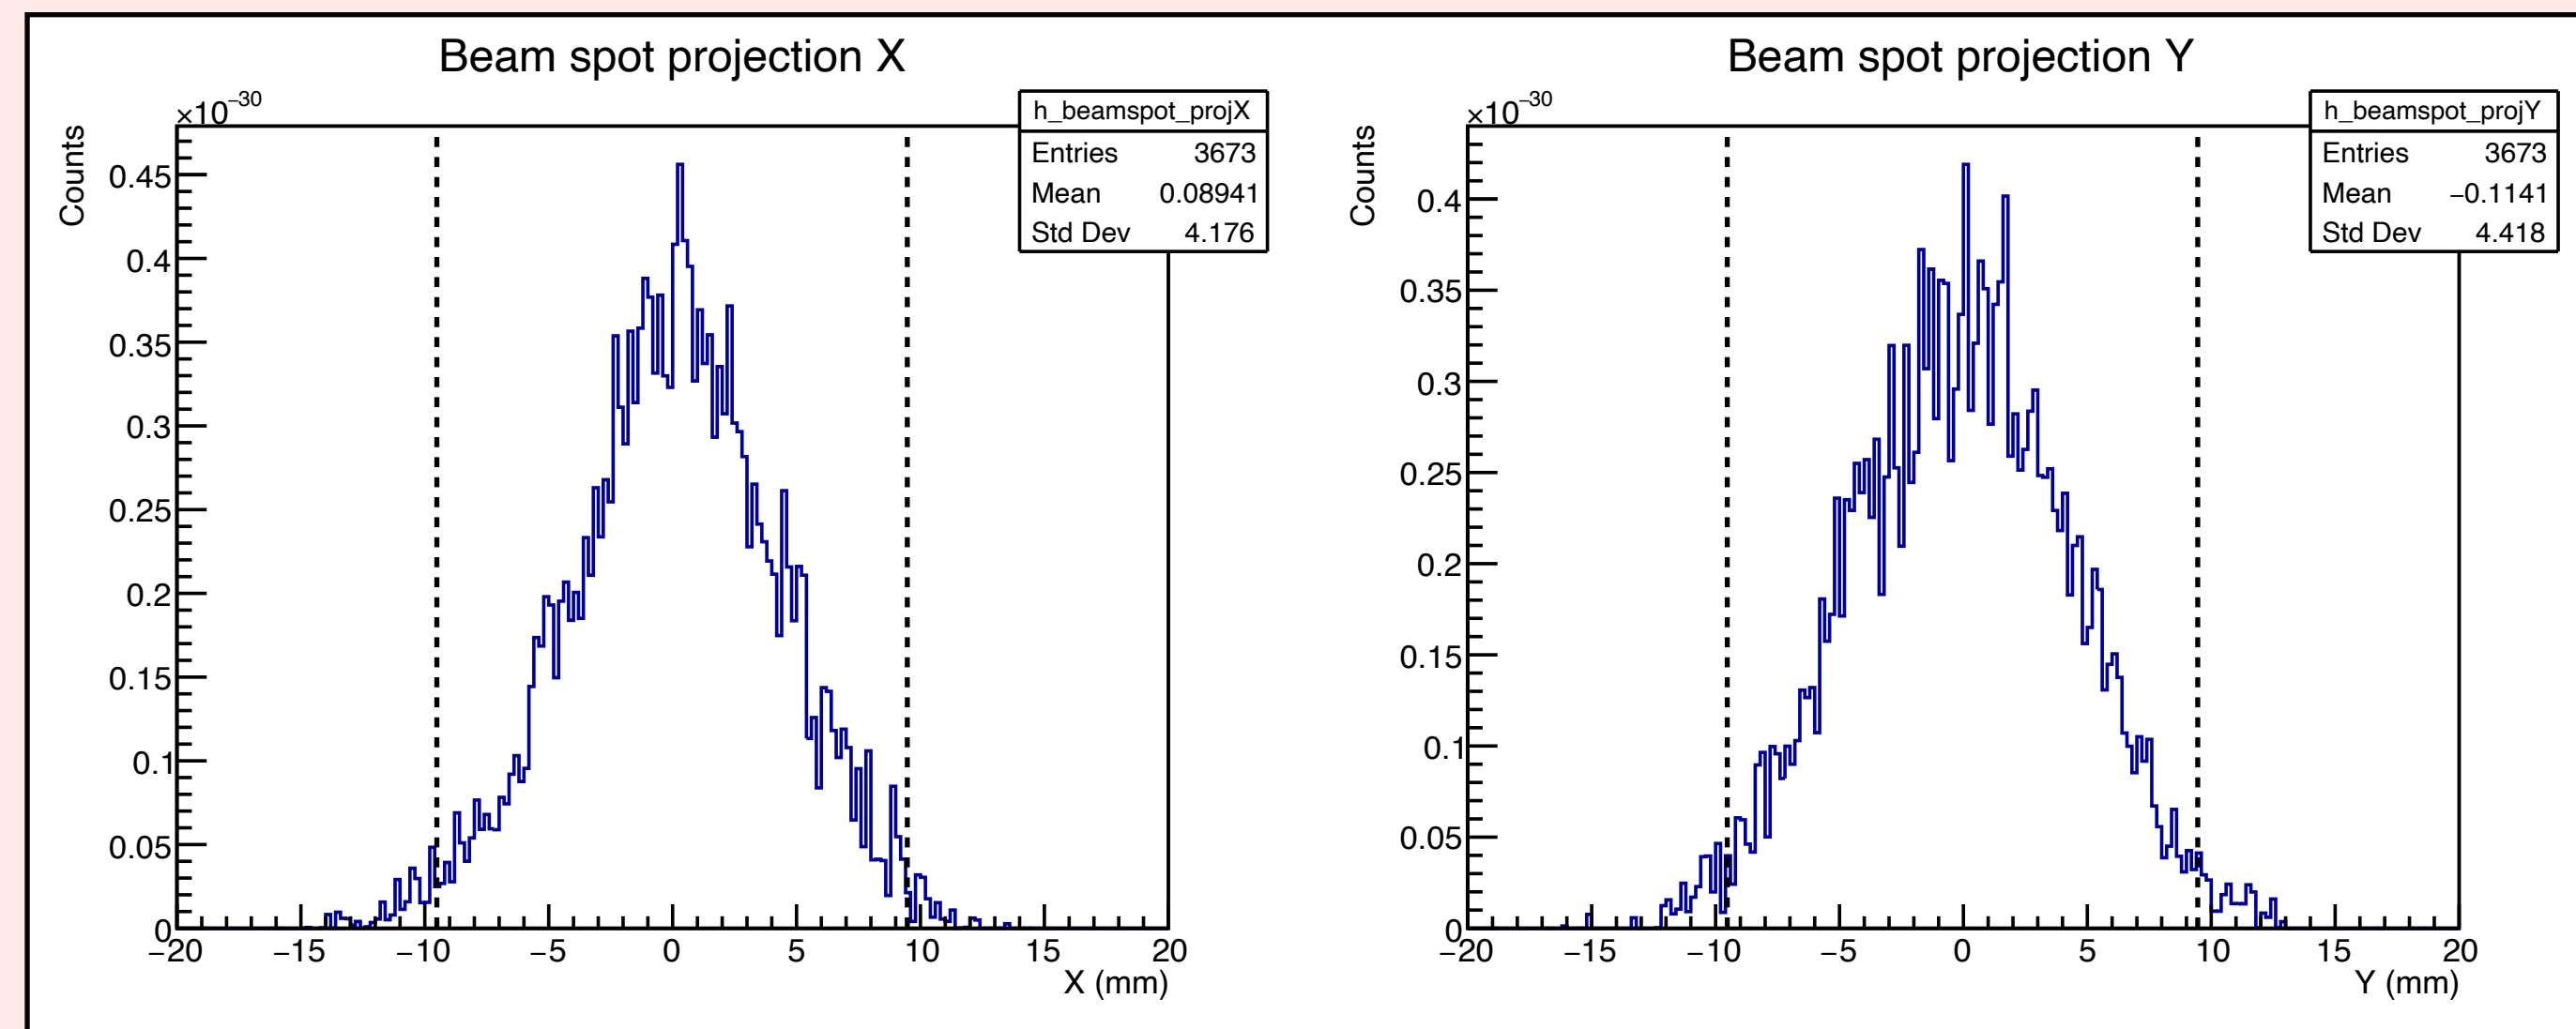 Beam spot projection X
×10⁻³⁰
Counts
h_beamspot_projX
Entries 3673
Mean 0.08941
Std Dev 4.176
0.45
0.4
0.35
0.3
0.25
0.2
0.15
0.1
0.05
0
−20 −15 −10 −5 0 5 10 15 20
X (mm)
Beam spot projection Y
×10⁻³⁰
Counts
h_beamspot_projY
Entries 3673
Mean −0.1141
Std Dev 4.418
0.4
0.35
0.3
0.25
0.2
0.15
0.1
0.05
0
−20 −15 −10 −5 0 5 10 15 20
Y (mm)